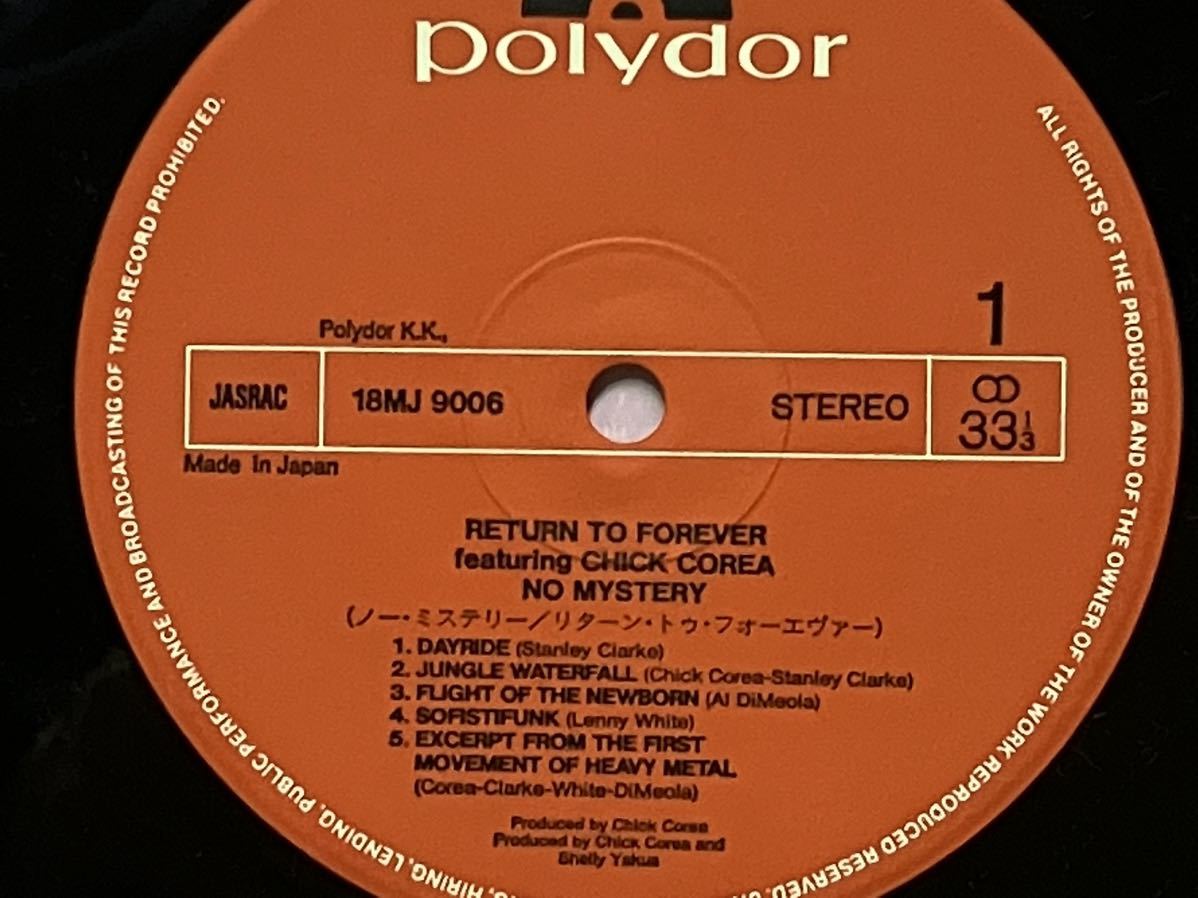 polydor
ALL RIGHTS OF THE PRODUCER AND OF THE OWNER OF THE WORK REPRODUCED RESERVED.
HIRING, LENDING, PUBLIC PERFORMANCE AND BROADCASTING OF THIS RECORD PROHIBITED.
1
Polydor K.K.,
JASRAC
18MJ 9006
STEREO
33 1/3
Made In Japan
RETURN TO FOREVER
featuring CHICK COREA
NO MYSTERY
(ノー・ミステリー/リターン・トゥ・フォーエヴァー)
1. DAYRIDE (Stanley Clarke)
2. JUNGLE WATERFALL (Chick Corea-Stanley Clarke)
3. FLIGHT OF THE NEWBORN (Al DiMeola)
4. SOFISTIFUNK (Lenny White)
5. EXCERPT FROM THE FIRST
MOVEMENT OF HEAVY METAL
(Corea-Clarke-White-DiMeola)
Produced by Chick Corea
Produced by Chick Corea and
Shelly Yakus